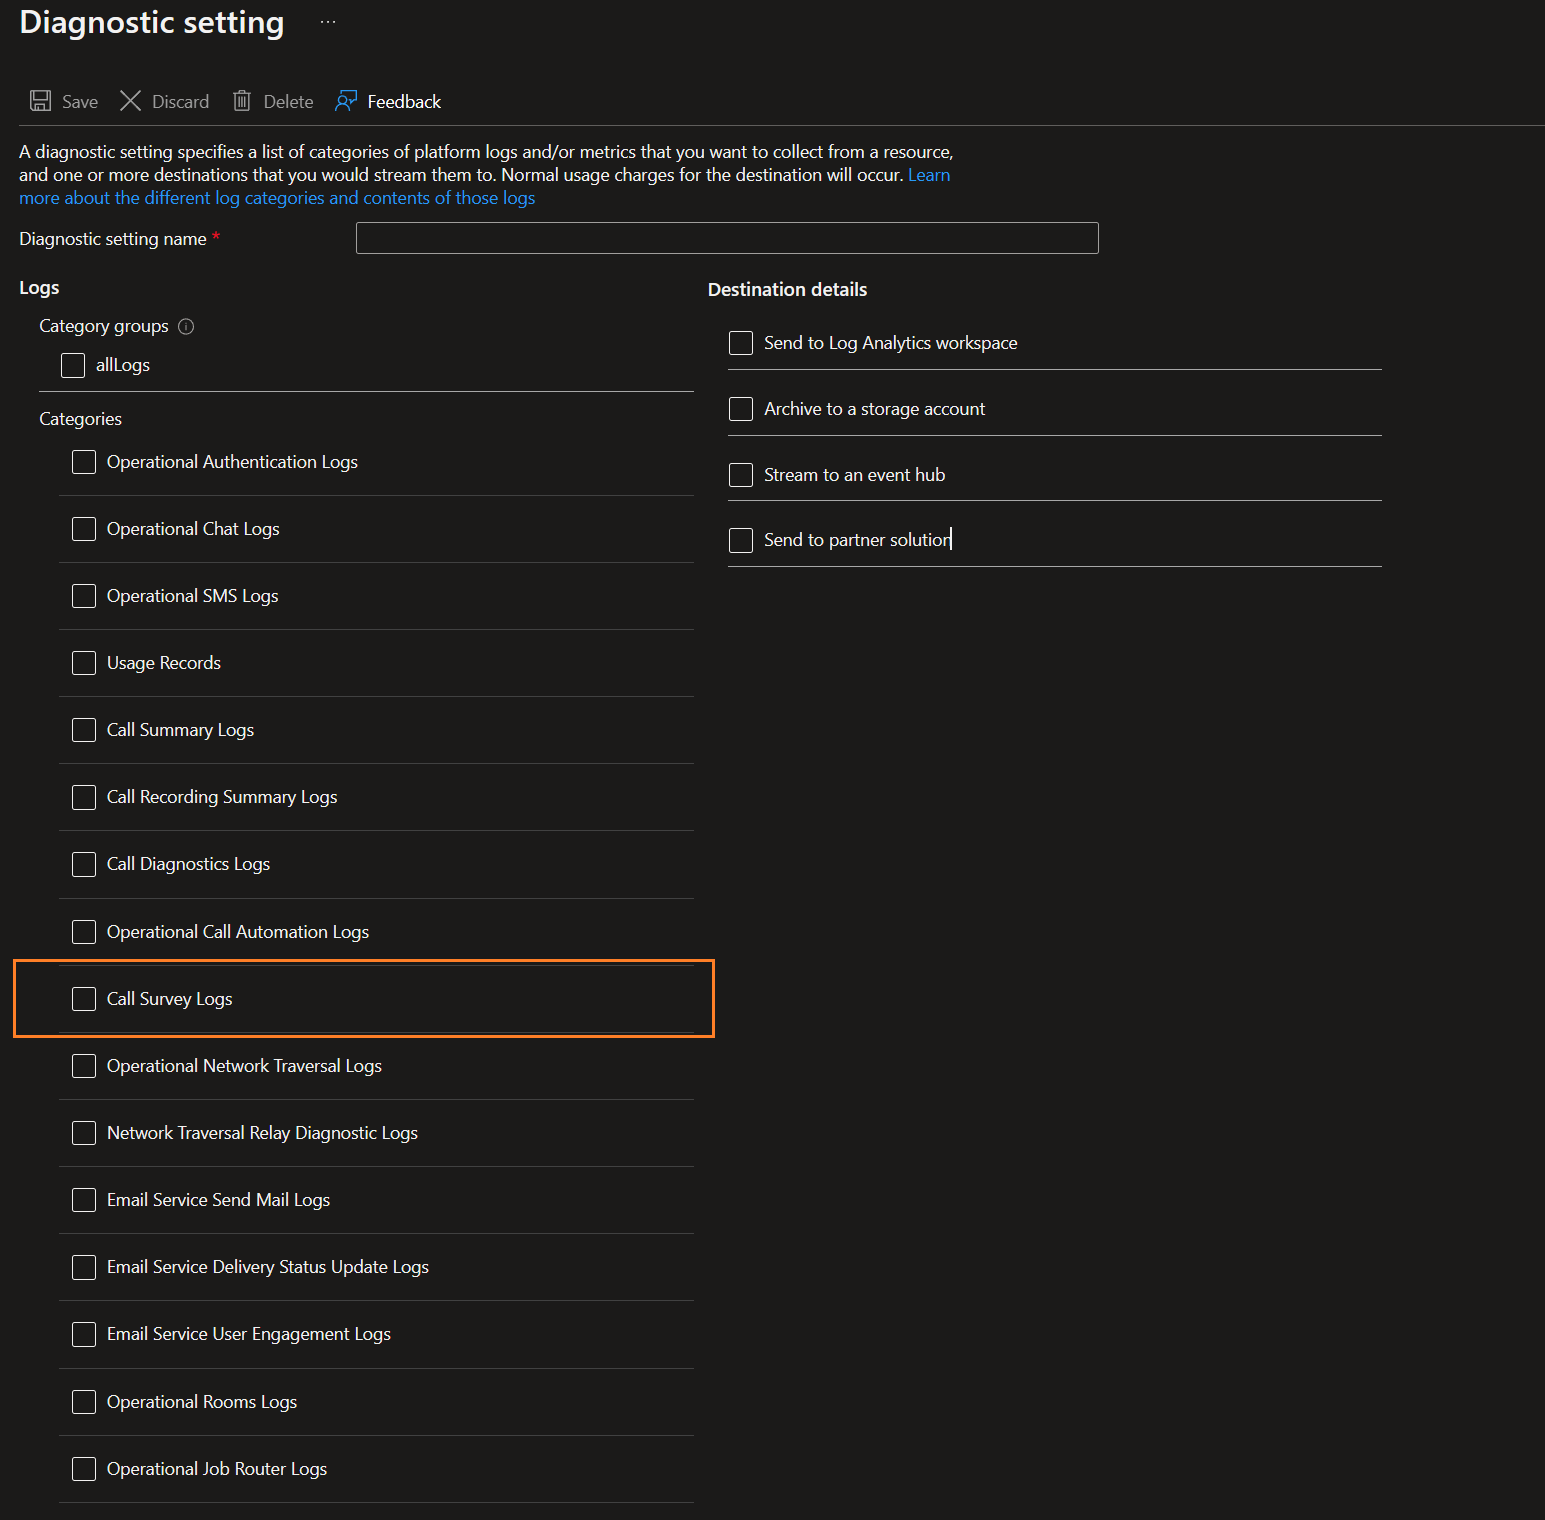 Diagnostic setting ...
Save Discard Delete Feedback
A diagnostic setting specifies a list of categories of platform logs and/or metrics that you want to collect from a resource,
and one or more destinations that you would stream them to. Normal usage charges for the destination will occur. Learn
more about the different log categories and contents of those logs
Diagnostic setting name *
Logs
Category groups
allLogs
Categories
Operational Authentication Logs
Operational Chat Logs
Operational SMS Logs
Usage Records
Call Summary Logs
Call Recording Summary Logs
Call Diagnostics Logs
Operational Call Automation Logs
Call Survey Logs
Operational Network Traversal Logs
Network Traversal Relay Diagnostic Logs
Email Service Send Mail Logs
Email Service Delivery Status Update Logs
Email Service User Engagement Logs
Operational Rooms Logs
Operational Job Router Logs
Destination details
Send to Log Analytics workspace
Archive to a storage account
Stream to an event hub
Send to partner solution